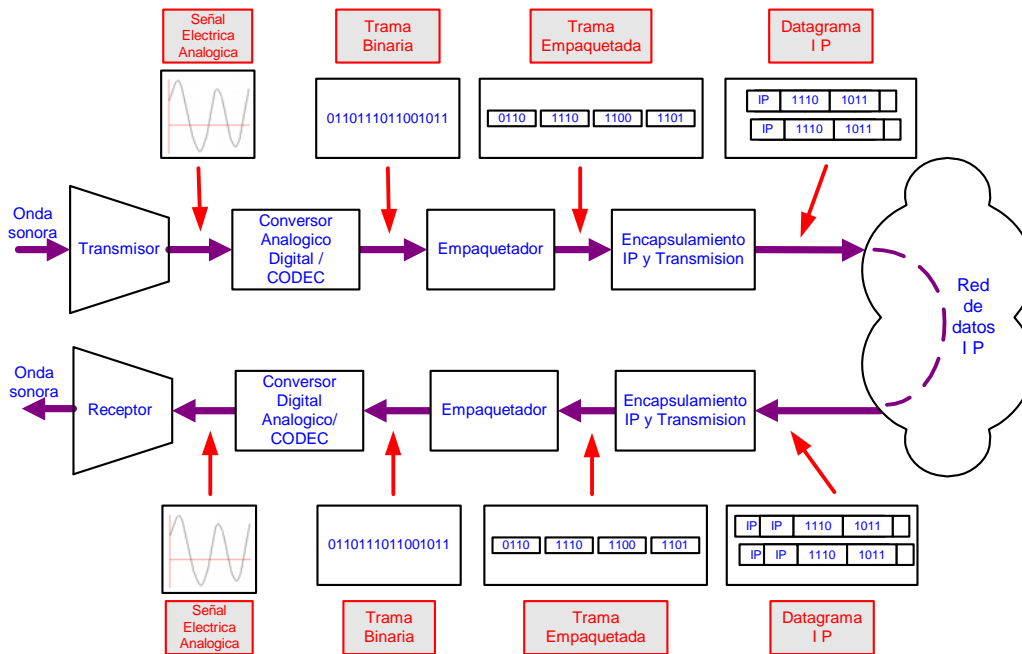 Señal
Electrica
Analogica
Trama
Binaria
Trama
Empaquetada
Datagrama
I P
0110111011001011
0110 1110 1100 1101
IP 1110 1011
IP 1110 1011
Onda
sonora
Transmisor
Conversor
Analogico
Digital /
CODEC
Empaquetador
Encapsulamiento
IP y Transmision
Red
de
datos
I P
Onda
sonora
Receptor
Conversor
Digital
Analogico/
CODEC
Empaquetador
Encapsulamiento
IP y Transmision
0110111011001011
0110 1110 1100 1101
IP IP 1110 1011
IP IP 1110 1011
Señal
Electrica
Analogica
Trama
Binaria
Trama
Empaquetada
Datagrama
I P